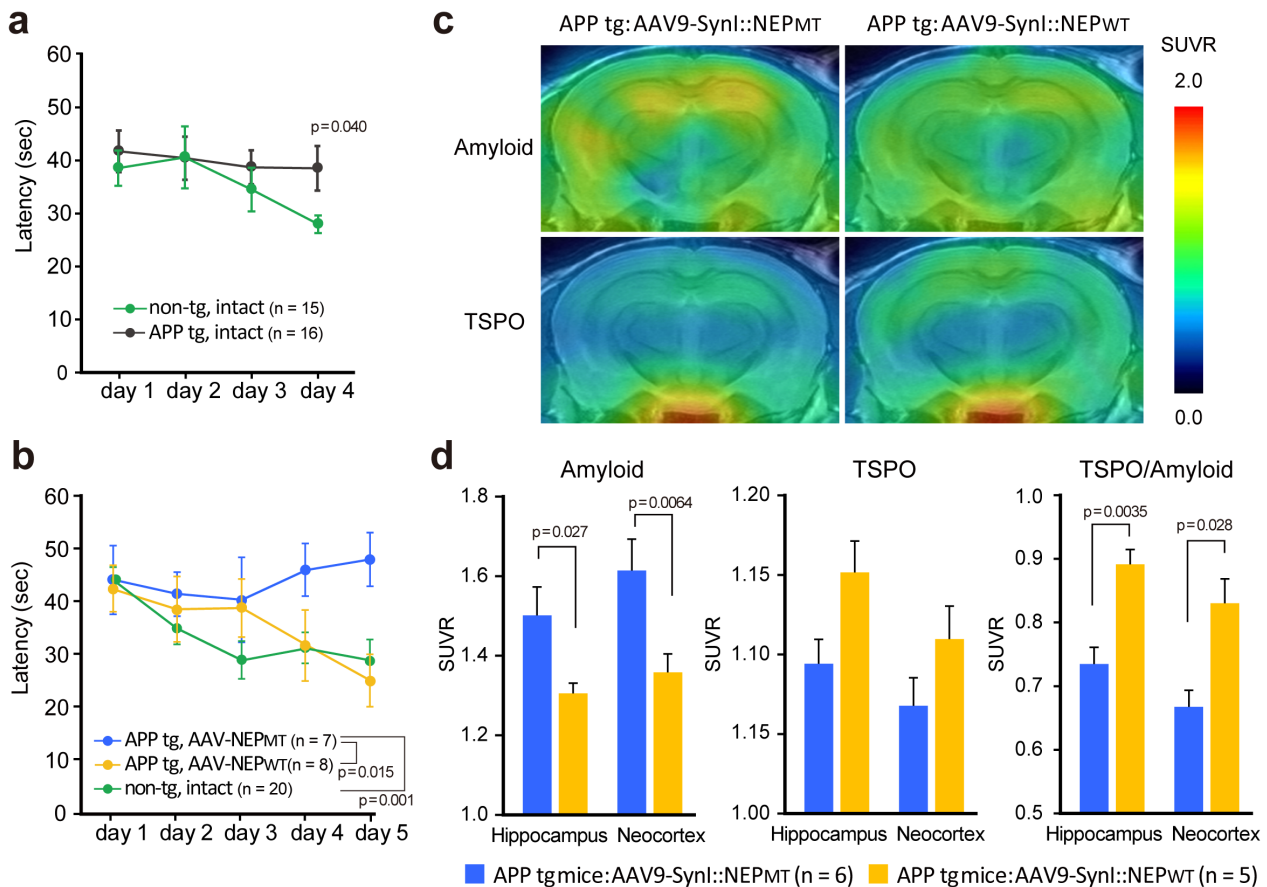 a
60
50
40
30
20
10
0
Latency (sec)
p=0.040
non-tg, intact (n = 15)
APP tg, intact (n = 16)
day 1 day 2 day 3 day 4
b
60
50
40
30
20
10
0
Latency (sec)
APP tg, AAV-NEPMT (n = 7)
APP tg, AAV-NEPWT(n = 8)
non-tg, intact (n = 20)
p=0.015
p=0.001
day 1 day 2 day 3 day 4 day 5
c
APP tg:AAV9-SynI::NEPMT APP tg:AAV9-SynI::NEPWT
SUVR
2.0
0.0
Amyloid
TSPO
d
Amyloid
SUVR
1.8
1.6
1.4
1.2
1.0
p=0.027
p=0.0064
Hippocampus Neocortex
TSPO
SUVR
1.20
1.15
1.10
1.15
1.00
Hippocampus Neocortex
TSPO/Amyloid
SUVR
1.0
0.9
0.8
0.7
0.6
0.5
p=0.0035
p=0.028
Hippocampus Neocortex
APP tgmice:AAV9-SynI::NEPMT (n = 6) APP tgmice:AAV9-SynI::NEPWT (n = 5)